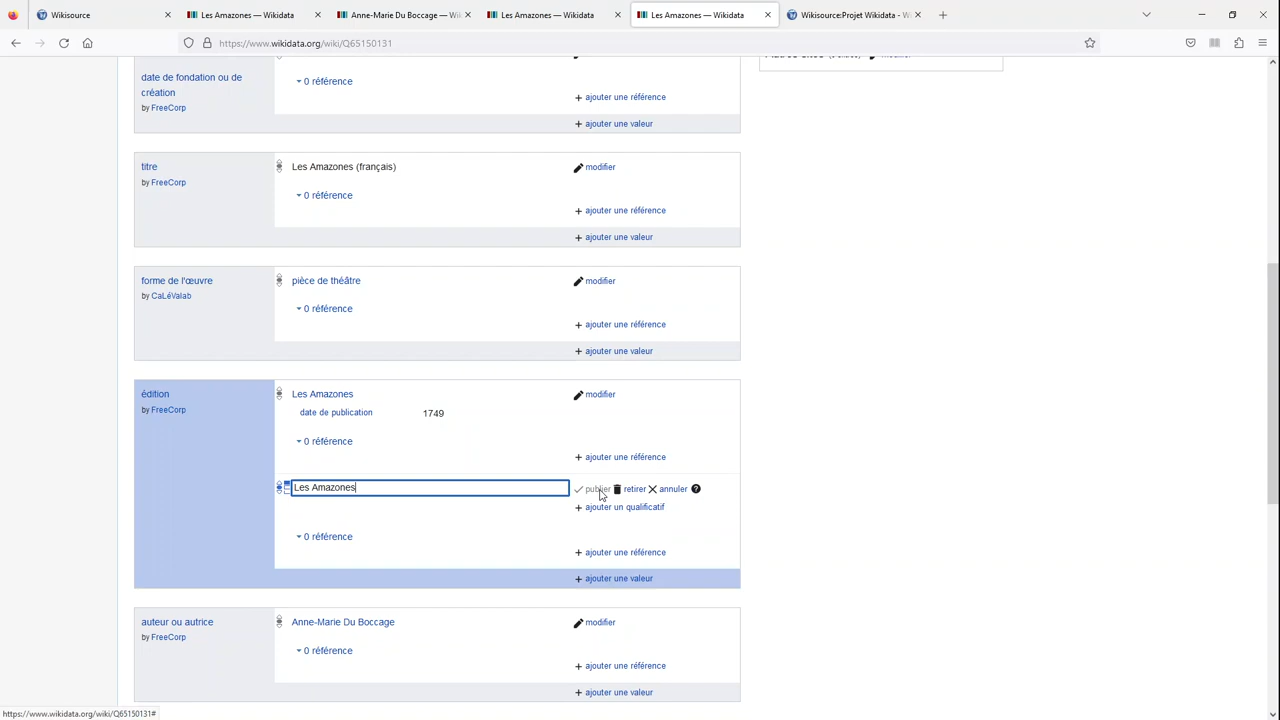 Wikisource
Les Amazones — Wikidata
Anne-Marie Du Boccage — Wik
Les Amazones — Wikidata
Les Amazones — Wikidata
Wikisource:Projet Wikidata - W
https://www.wikidata.org/wiki/Q65150131
date de fondation ou de
création
by FreeCorp
0 référence
ajouter une référence
ajouter une valeur
titre
by FreeCorp
Les Amazones (français)
modifier
0 référence
ajouter une référence
ajouter une valeur
forme de l'œuvre
by CaLéValab
pièce de théâtre
modifier
0 référence
ajouter une référence
ajouter une valeur
édition
by FreeCorp
Les Amazones
modifier
date de publication 1749
0 référence
ajouter une référence
Les Amazones
publier retirer annuler
ajouter un qualificatif
0 référence
ajouter une référence
ajouter une valeur
auteur ou autrice
by FreeCorp
Anne-Marie Du Boccage
modifier
0 référence
ajouter une référence
ajouter une valeur
https://www.wikidata.org/wiki/Q65150131#